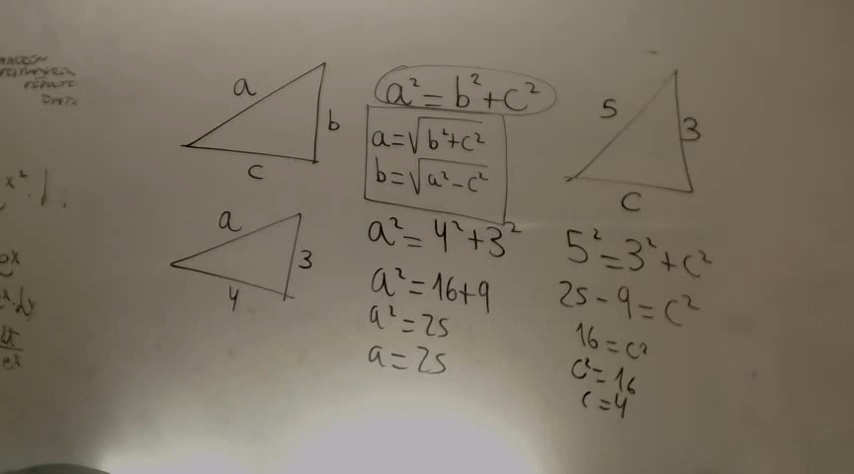 a
b
c
a² = b² + c²
a = √b² + c²
b = √a² - c²
5
3
c
a
3
4
a² = 4² + 3²
a² = 16 + 9
a² = 25
a = 25
5² = 3² + c²
25 - 9 = c²
16 = c²
c² = 16
c = 4
x²